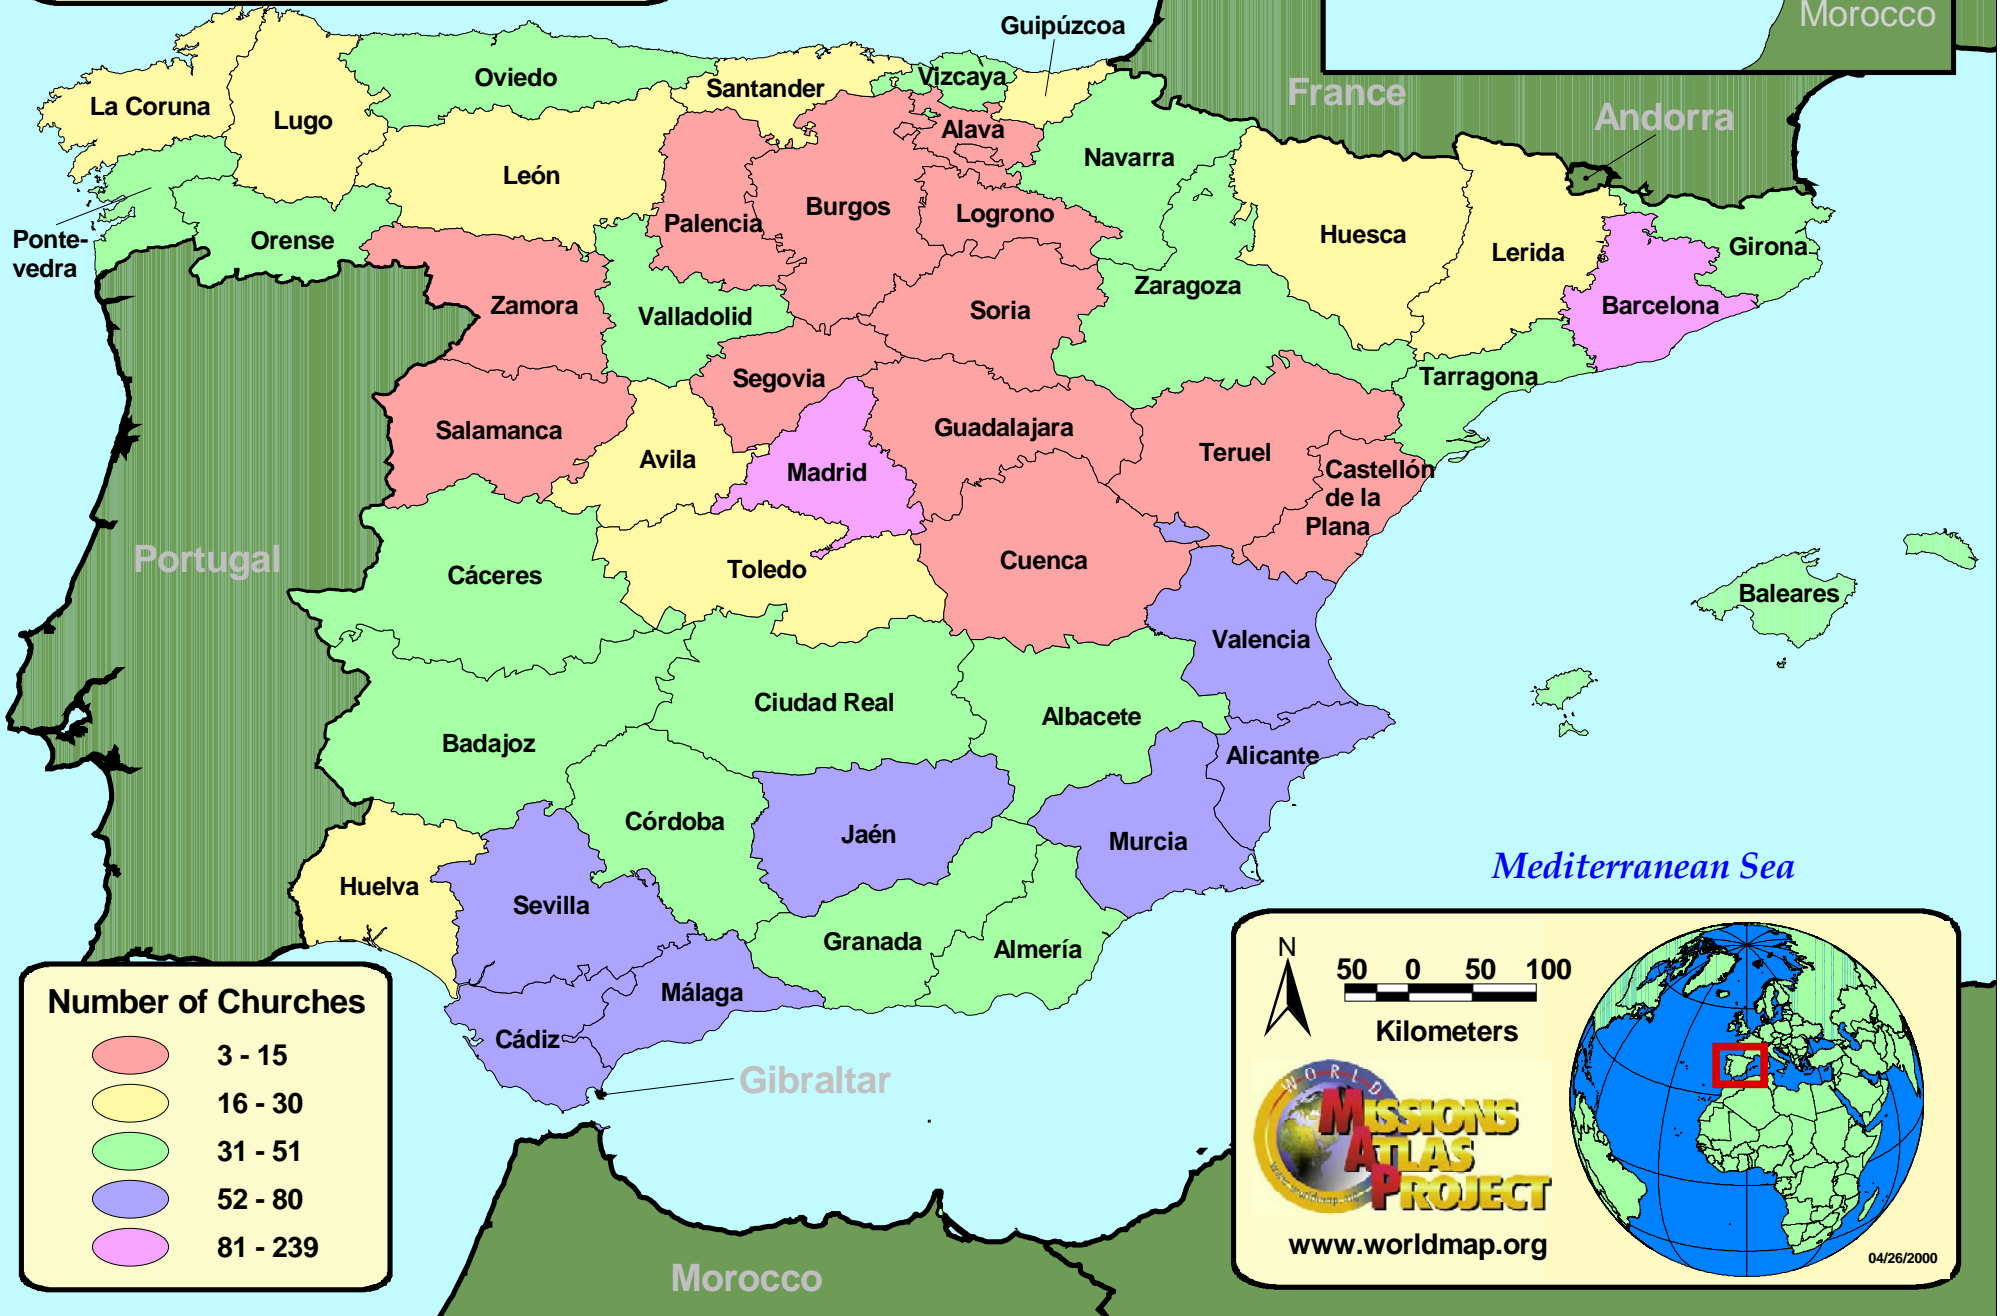 Morocco
Guipúzcoa
France
Andorra
Oviedo
Santander
Vizcaya
La Coruna
Lugo
Alava
Navarra
León
Burgos
Palencia
Logrono
Huesca
Lerida
Girona
Ponte-
vedra
Orense
Zamora
Valladolid
Soria
Zaragoza
Barcelona
Segovia
Tarragona
Salamanca
Avila
Madrid
Guadalajara
Teruel
Castellón
de la
Plana
Portugal
Cáceres
Toledo
Cuenca
Baleares
Valencia
Badajoz
Ciudad Real
Albacete
Alicante
Córdoba
Jaén
Murcia
Mediterranean Sea
Huelva
Sevilla
Granada
Almería
Málaga
Cádiz
Gibraltar
Morocco
Number of Churches
3 - 15
16 - 30
31 - 51
52 - 80
81 - 239
N
50 0 50 100
Kilometers
WORLD
MISSIONS
ATLAS
PROJECT
www.worldmap.org
04/26/2000